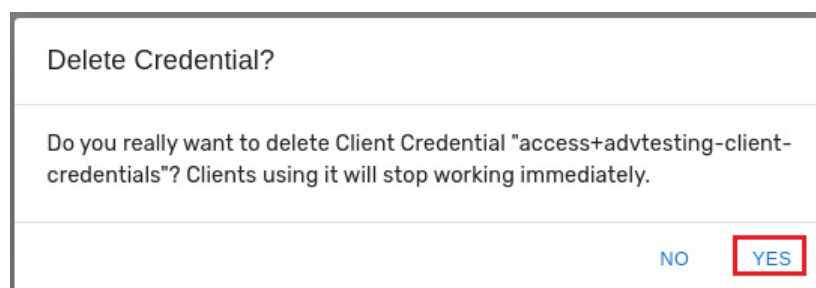 Delete Credential?
Do you really want to delete Client Credential "access+advtesting-client-
credentials"? Clients using it will stop working immediately.
NO YES